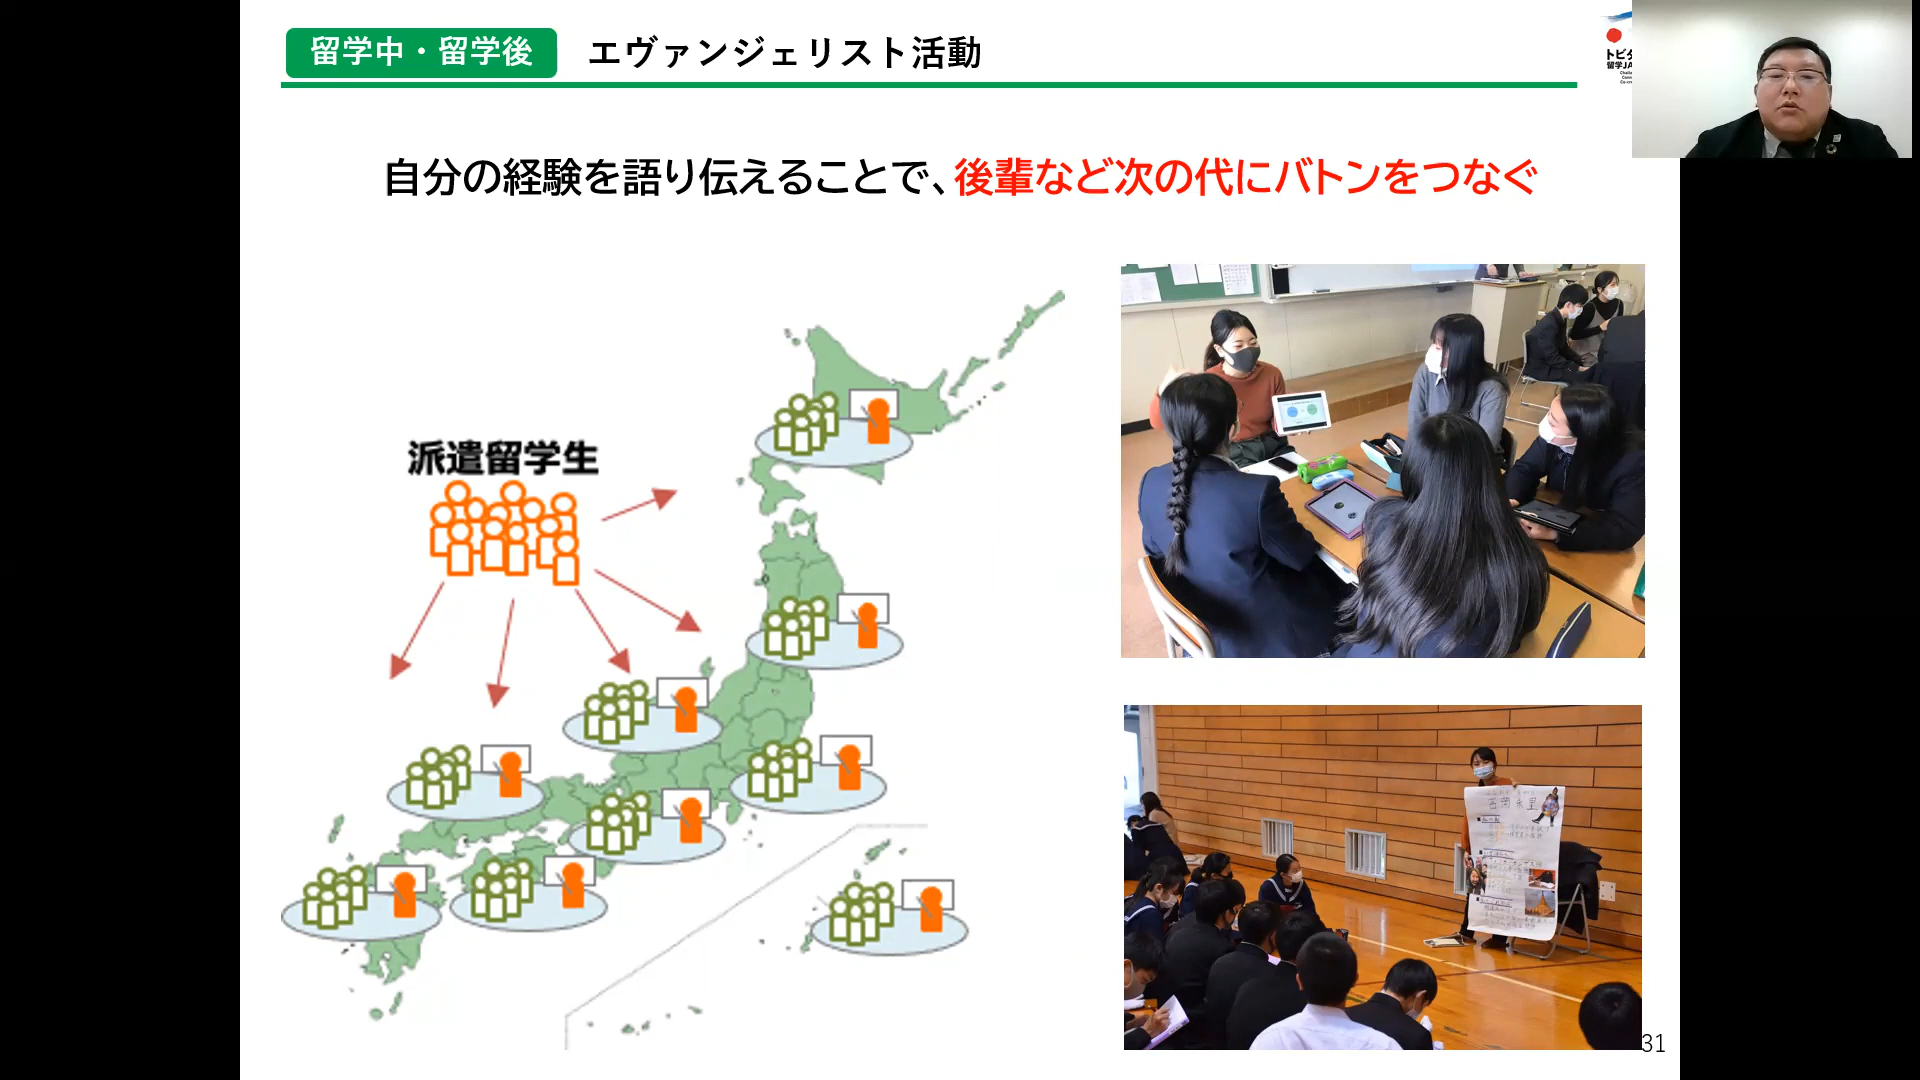 留学中・留学後
エヴァンジェリスト活動
自分の経験を語り伝えることで、後輩など次の代にバトンをつなぐ
派遣留学生
31